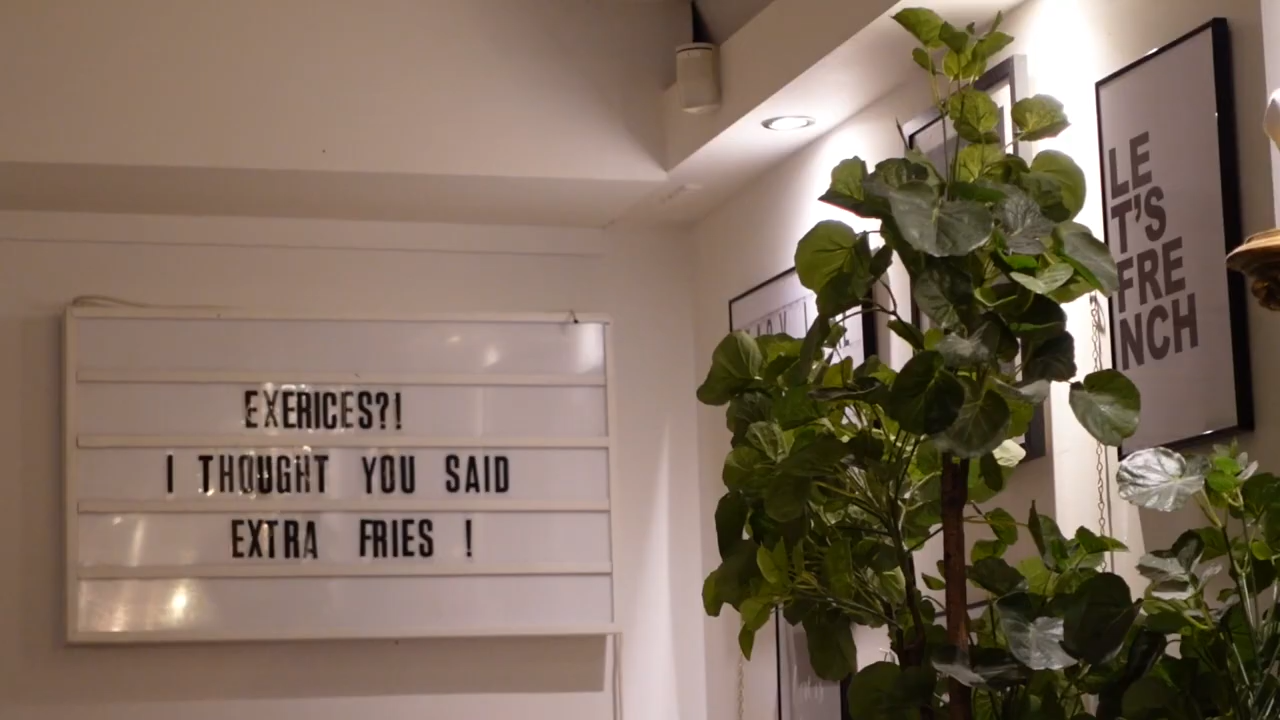 EXERICES?!
I THOUGHT YOU SAID
EXTRA FRIES !
LE
T'S
FRE
NCH